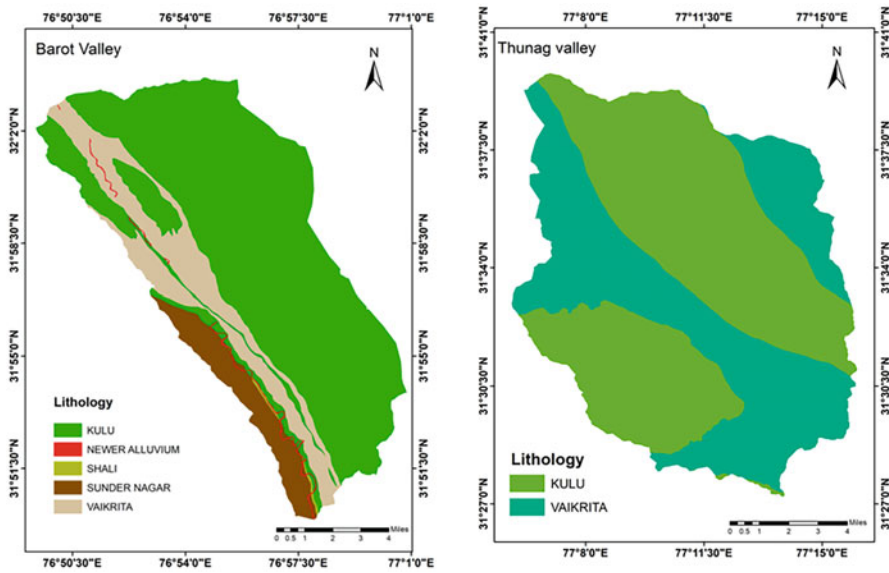 76°50'30"E 76°54'0"E 76°57'30"E 77°1'0"E
Barot Valley
N
32°2'0"N
32°2'0"N
31°58'30"N
31°58'30"N
31°55'0"N
31°55'0"N
31°51'30"N
31°51'30"N
Lithology
KULU
NEWER ALLUVIUM
SHALI
SUNDER NAGAR
VAIKRITA
Miles
0 0.5 1 2 3 4
76°50'30"E 76°54'0"E 76°57'30"E 77°1'0"E
77°8'0"E 77°11'30"E 77°15'0"E
Thunag valley
N
31°41'0"N
31°41'0"N
31°37'30"N
31°37'30"N
31°34'0"N
31°34'0"N
31°30'30"N
31°30'30"N
31°27'0"N
31°27'0"N
Lithology
KULU
VAIKRITA
Miles
0 0.5 1 2 3 4
77°8'0"E 77°11'30"E 77°15'0"E